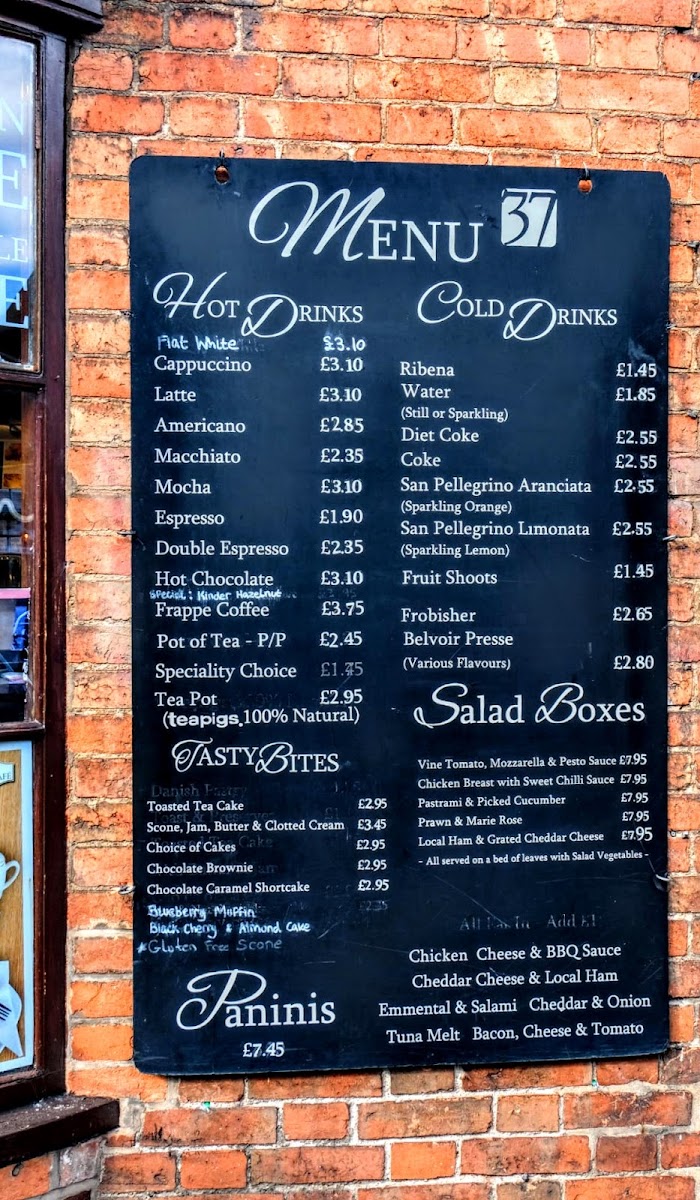 N
E
LE
E
MENU 37
HOT DRINKS
Flat White £3.10
Cappuccino £3.10
Latte £3.10
Americano £2.85
Macchiato £2.35
Mocha £3.10
Espresso £1.90
Double Espresso £2.35
Hot Chocolate £3.10
Special: Kinder Hazelnut
Frappe Coffee £3.75
Pot of Tea - P/P £2.45
Speciality Choice
Tea Pot £2.95
(teapigs. 100% Natural)
TASTY BITES
Danish Pastry
Toasted Tea Cake £2.95
Scone, Jam, Butter & Clotted Cream £3.45
Choice of Cakes £2.95
Chocolate Brownie £2.95
Chocolate Caramel Shortcake £2.95
Blueberry Muffin
Black Cherry & Almond Cake
*Gluten Free Scone
Paninis
£7.45
COLD DRINKS
Ribena £1.45
Water £1.85
(Still or Sparkling)
Diet Coke £2.55
Coke £2.55
San Pellegrino Aranciata £2.55
(Sparkling Orange)
San Pellegrino Limonata £2.55
(Sparkling Lemon)
Fruit Shoots £1.45
Frobisher £2.65
Belvoir Presse
(Various Flavours) £2.80
Salad Boxes
Vine Tomato, Mozzarella & Pesto Sauce £7.95
Chicken Breast with Sweet Chilli Sauce £7.95
Pastrami & Picked Cucumber £7.95
Prawn & Marie Rose £7.95
Local Ham & Grated Cheddar Cheese £7.95
- All served on a bed of leaves with Salad Vegetables -
Chicken Cheese & BBQ Sauce
Cheddar Cheese & Local Ham
Emmental & Salami Cheddar & Onion
Tuna Melt Bacon, Cheese & Tomato